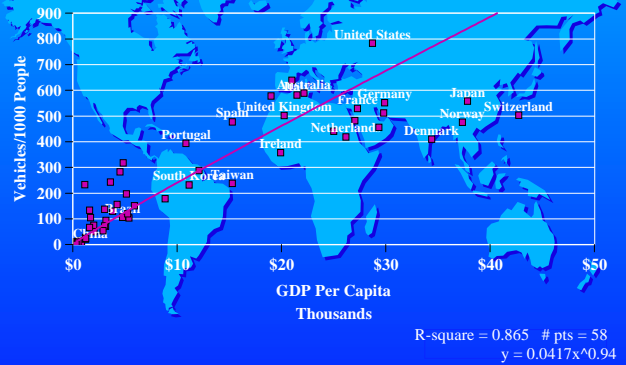 900
800
700
600
500
400
300
200
100
0
Vehicles/1000 People
United States
Australia
Germany
Japan
Spain
United Kingdom
France
Norway
Switzerland
Portugal
Netherland
Denmark
Ireland
South Korea
Taiwan
Brazil
China
$0
$10
$20
$30
$40
$50
GDP Per Capita
Thousands
R-square = 0.865 # pts = 58
y = 0.0417x^0.94